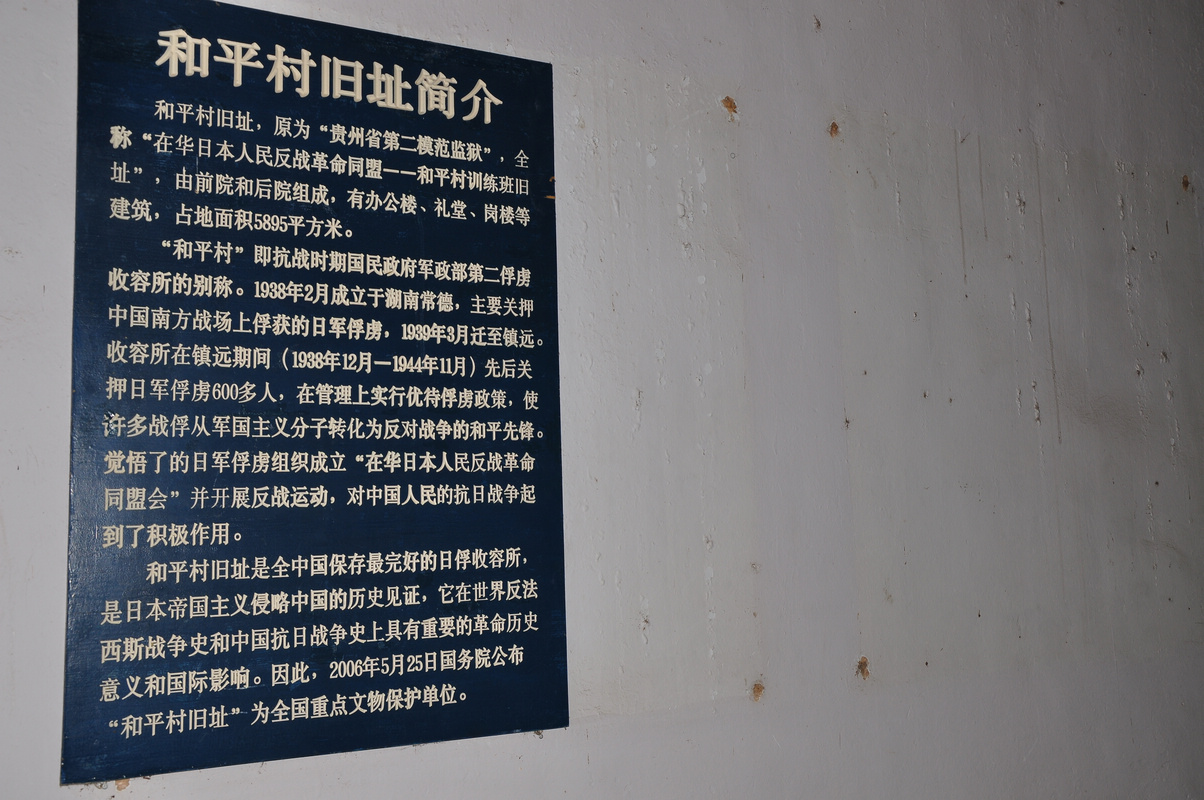 和平村旧址简介
和平村旧址，原为“贵州省第二模范监狱”，全
称“在华日本人民反战革命同盟——和平村训练班旧
址”，由前院和后院组成，有办公楼、礼堂、岗楼等
建筑，占地面积5895平方米。
“和平村”即抗战时期国民政府军政部第二俘虏
收容所的别称。1938年2月成立于湖南常德，主要关押
中国南方战场上俘获的日军俘虏，1939年3月迁至镇远。
收容所在镇远期间（1938年12月—1944年11月）先后关
押日军俘虏600多人，在管理上实行优待俘虏政策，使
许多战俘从军国主义分子转化为反对战争的和平先锋。
觉悟了的日军俘虏组织成立“在华日本人民反战革命
同盟会”并开展反战运动，对中国人民的抗日战争起
到了积极作用。
和平村旧址是全中国保存最完好的日俘收容所，
是日本帝国主义侵略中国的历史见证，它在世界反法
西斯战争史和中国抗日战争史上具有重要的革命历史
意义和国际影响。因此，2006年5月25日国务院公布
“和平村旧址”为全国重点文物保护单位。